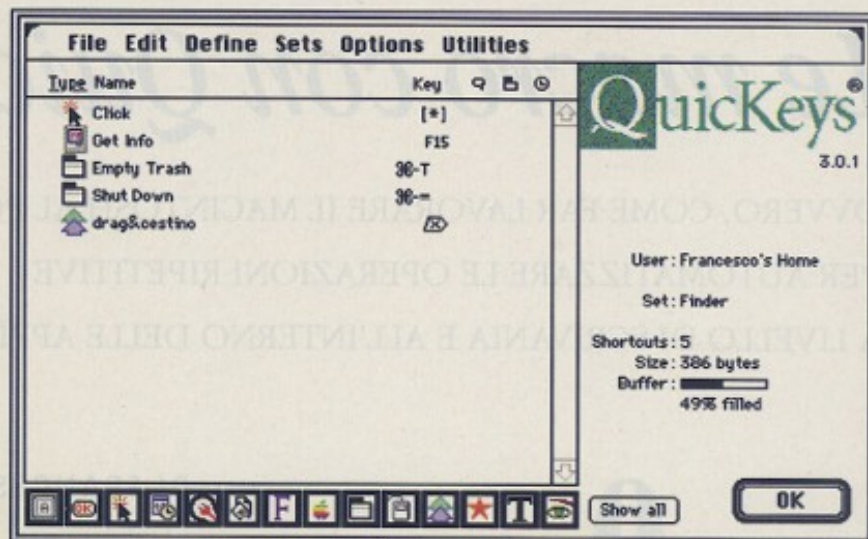 File Edit Define Sets Options Utilities
Type Name Key
Click [*]
Get Info F15
Empty Trash ⌘-T
Shut Down ⌘-=
drag&cestino ⌦
QuicKeys®
3.0.1
User : Francesco's Home
Set : Finder
Shortcuts : 5
Size : 386 bytes
Buffer :
49% filled
A OK F T
Show all
OK